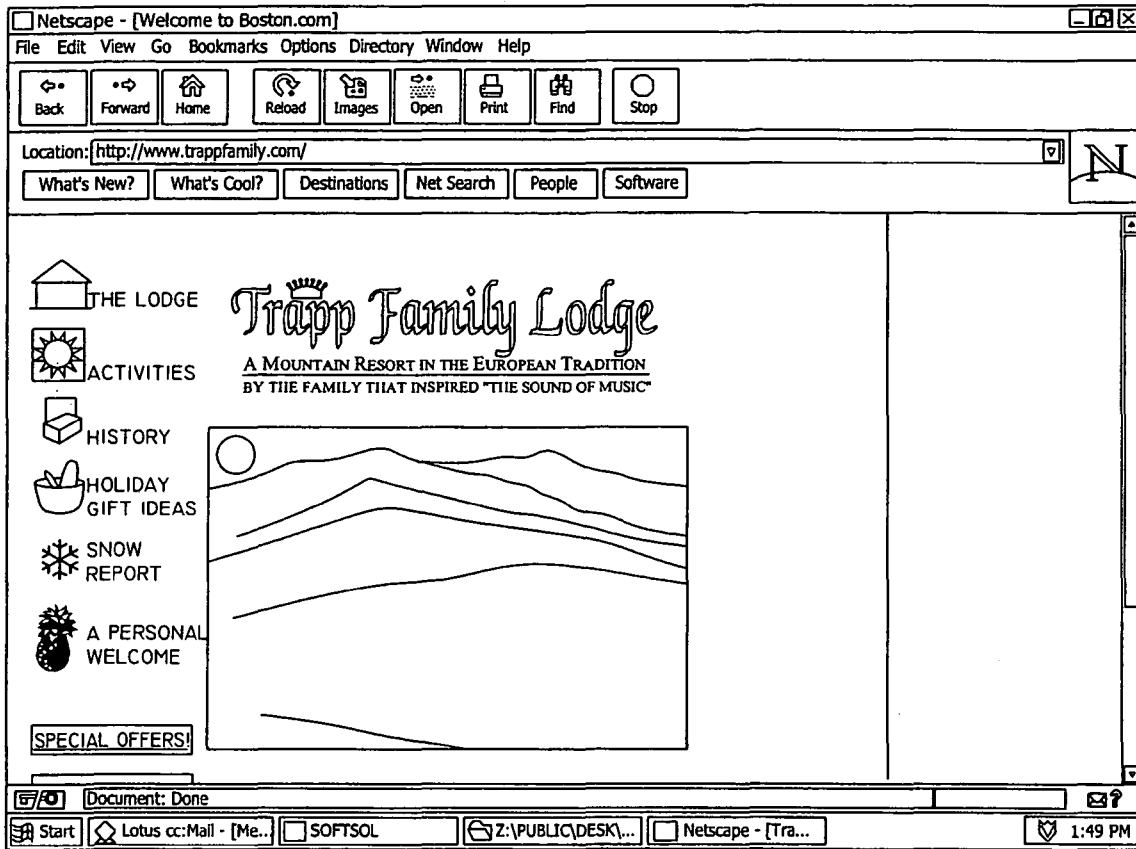 Netscape - [Welcome to Boston.com]
File Edit View Go Bookmarks Options Directory Window Help
Back Forward Home Reload Images Open Print Find Stop
Location: http://www.trappfamily.com/
What's New? What's Cool? Destinations Net Search People Software
N
THE LODGE
ACTIVITIES
HISTORY
HOLIDAY
GIFT IDEAS
SNOW
REPORT
A PERSONAL
WELCOME
SPECIAL OFFERS!
Trapp Family Lodge
A MOUNTAIN RESORT IN THE EUROPEAN TRADITION
BY THE FAMILY THAT INSPIRED "THE SOUND OF MUSIC"
Document: Done
Start Lotus cc:Mail - [Me... SOFTSOL Z:\PUBLIC\DESK\... Netscape - [Tra... 1:49 PM